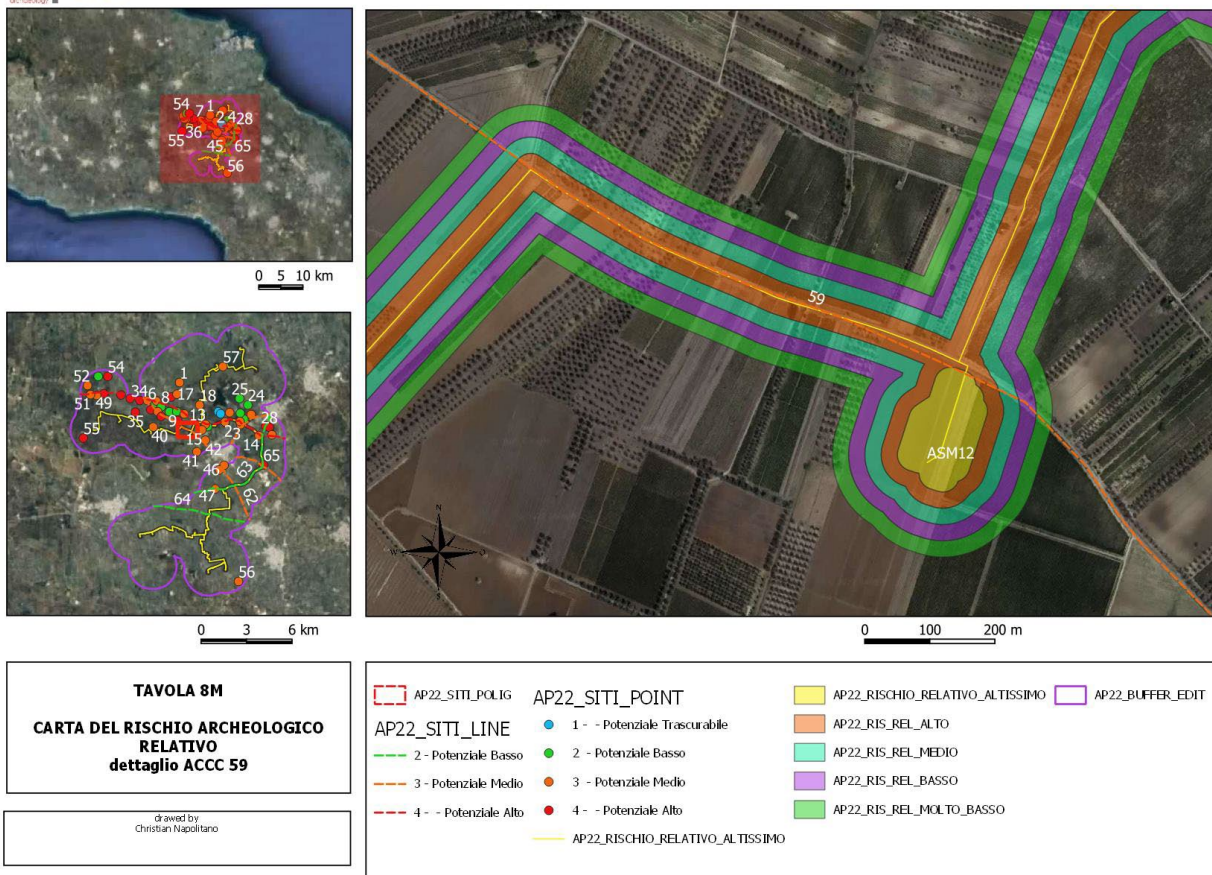 54
7
1
2
4
28
36
55
45
65
56
0 5 10 km
57
52
54
1
34
6
8
17
18
25
24
51
49
35
9
13
28
55
40
15
23
14
42
41
46
63
65
47
62
64
56
0 3 6 km
59
ASM12
N
W
O
S
0 100 200 m
TAVOLA 8M
CARTA DEL RISCHIO ARCHEOLOGICO
RELATIVO
dettaglio ACCC 59
drawed by
Christian Napolitano
AP22_SITI_POLIG
AP22_SITI_LINE
2 - Potenziale Basso
3 - Potenziale Medio
4 - - Potenziale Alto
AP22_SITI_POINT
1 - - Potenziale Trascurabile
2 - Potenziale Basso
3 - Potenziale Medio
4 - - Potenziale Alto
AP22_RISCHIO_RELATIVO_ALTISSIMO
AP22_RISCHIO_RELATIVO_ALTISSIMO
AP22_RIS_REL_ALTO
AP22_RIS_REL_MEDIO
AP22_RIS_REL_BASSO
AP22_RIS_REL_MOLTO_BASSO
AP22_BUFFER_EDIT